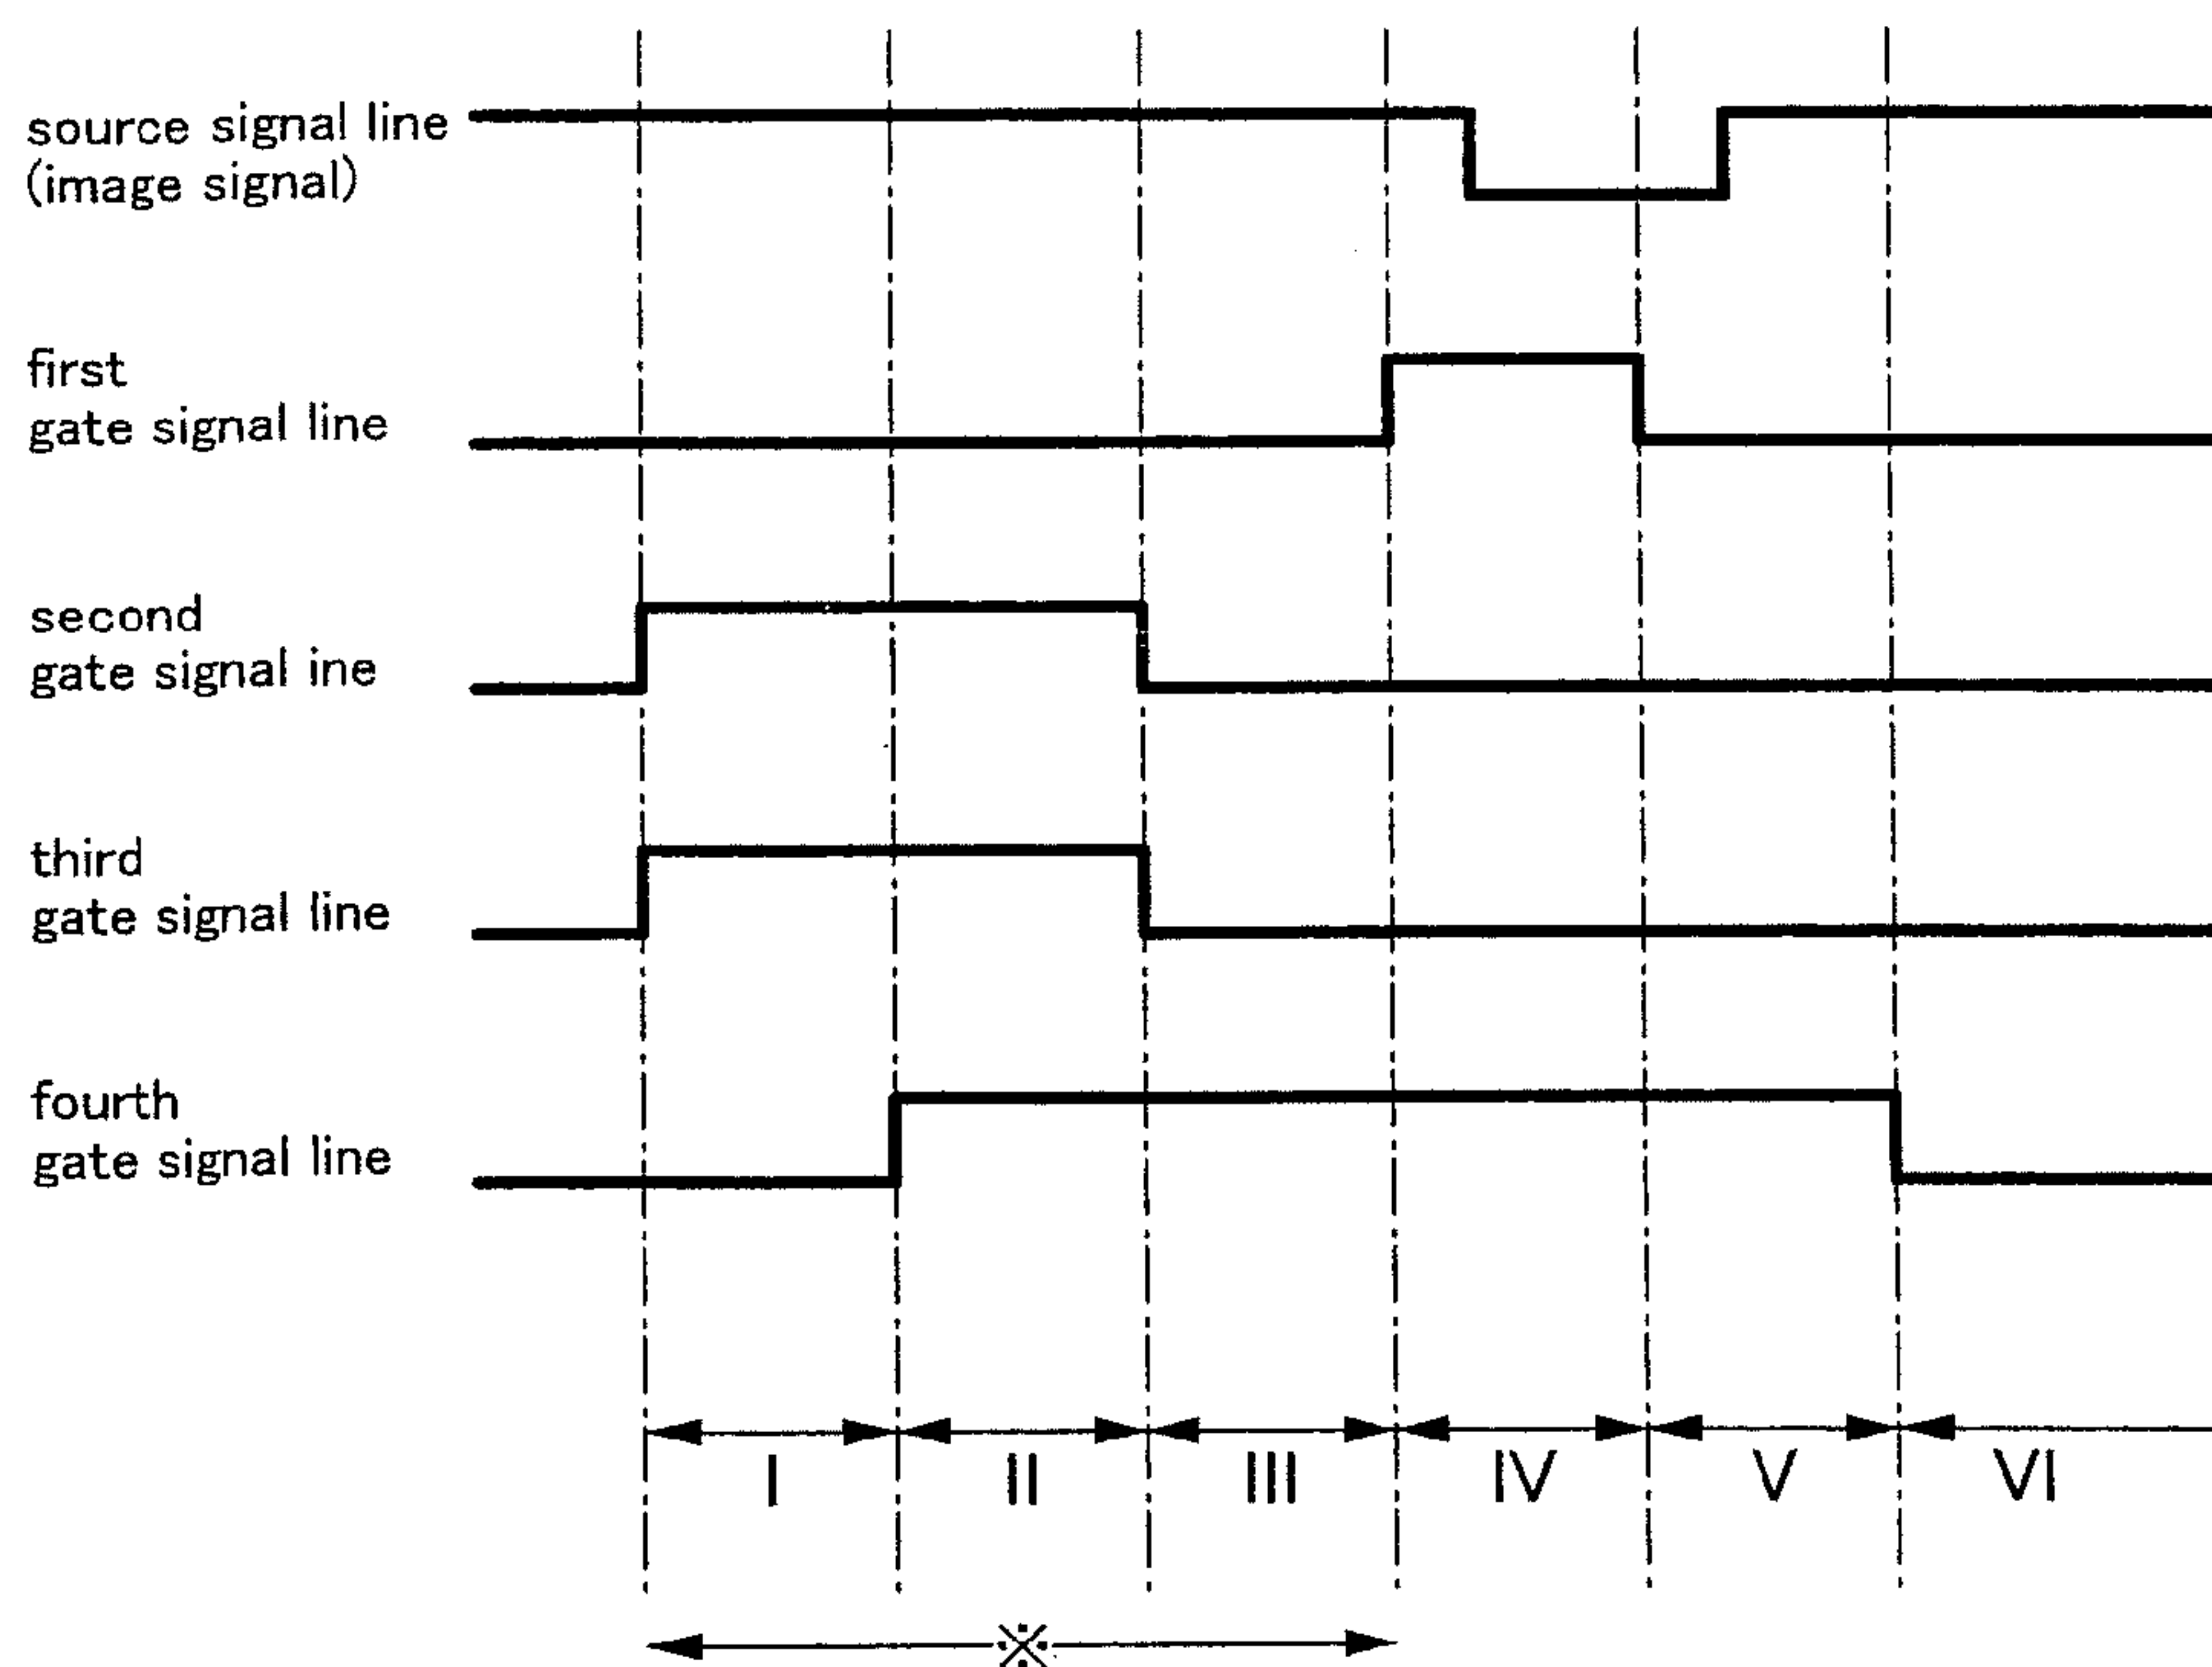 source signal line
(image signal)
first
gate signal line
second
gate signal ine
third
gate signal line
fourth
gate signal line
I II III IV V VI
※